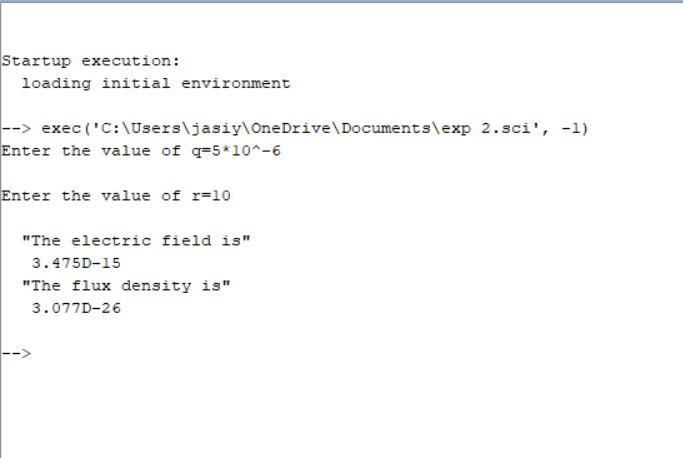 Startup execution:
loading initial environment
--> exec('C:\Users\jasiy\OneDrive\Documents\exp 2.sci', -1)
Enter the value of q=5*10^-6
Enter the value of r=10
"The electric field is"
3.475D-15
"The flux density is"
3.077D-26
-->